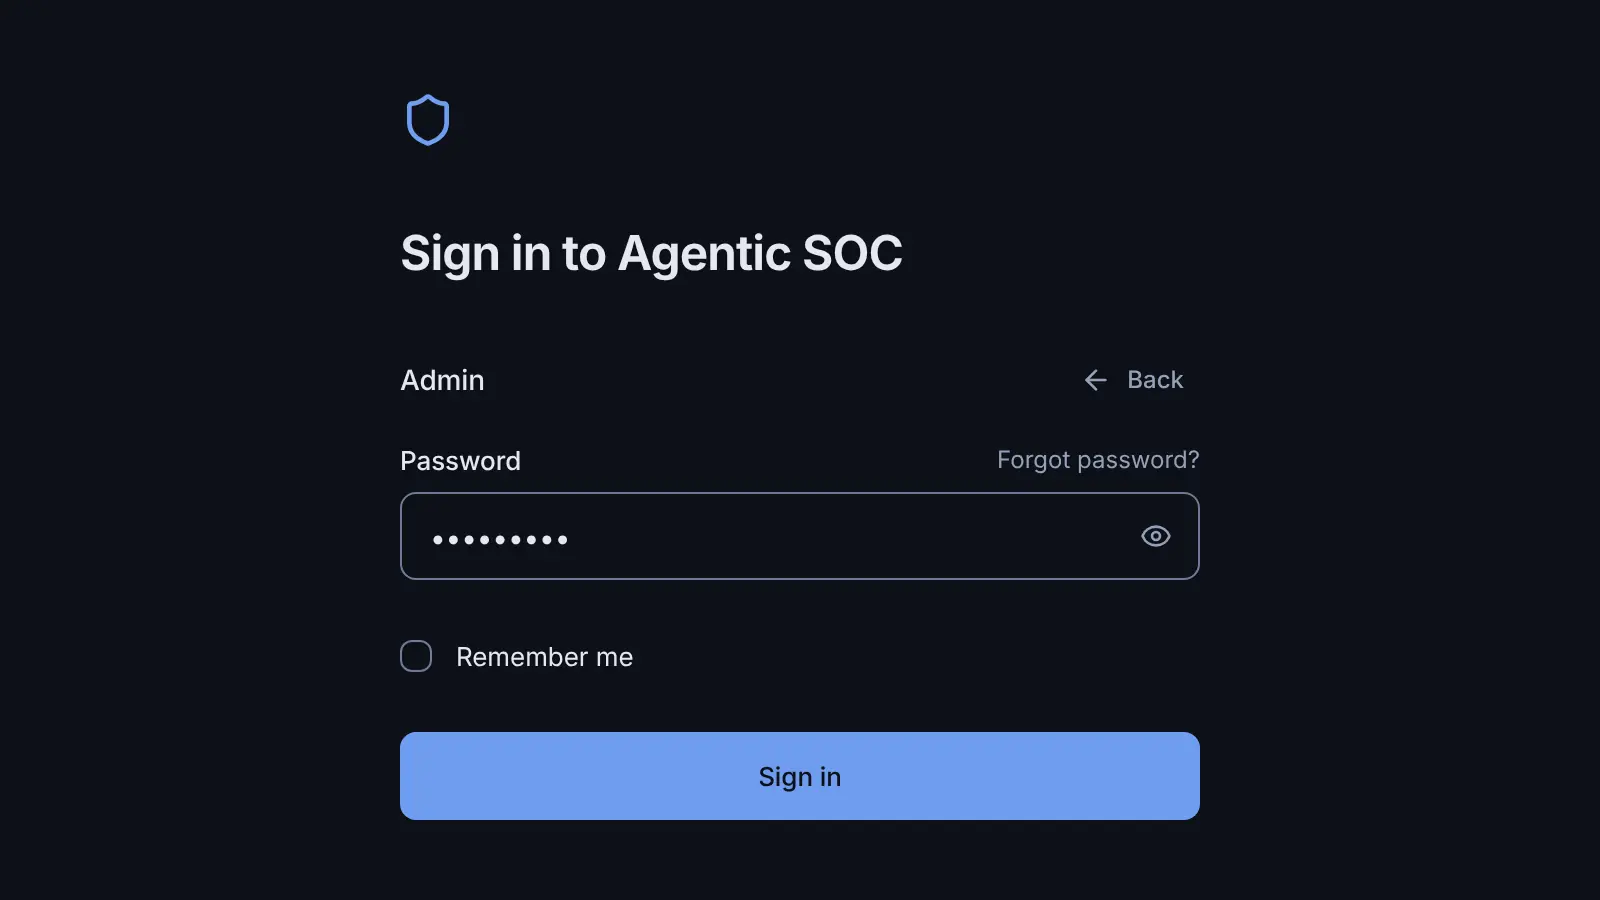 Sign in to Agentic SOC
Admin
Back
Password
Forgot password?
•••••••••
Remember me
Sign in